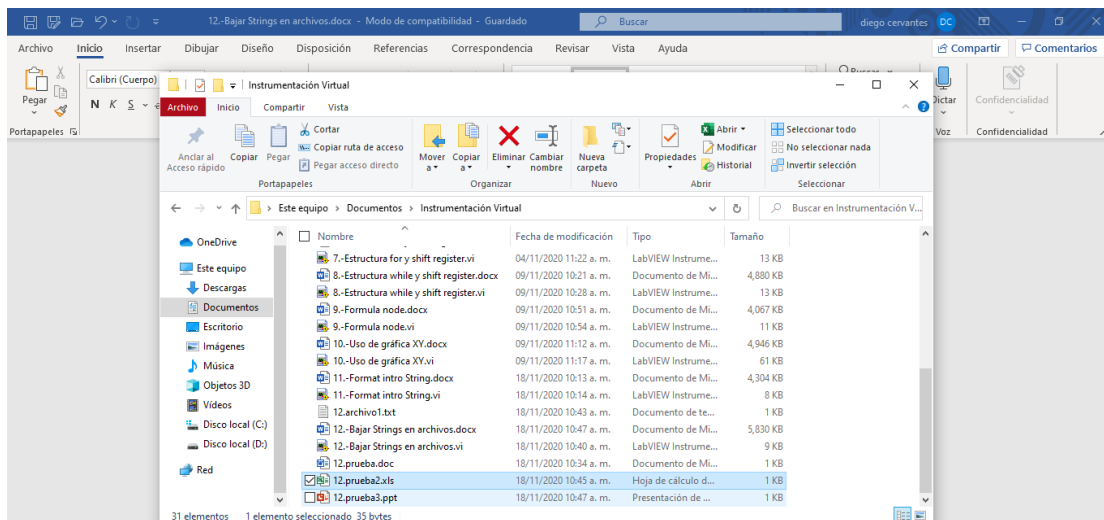 12.-Bajar Strings en archivos.docx - Modo de compatibilidad - Guardado
Buscar
diego cervantes DC
Archivo Inicio Insertar Dibujar Diseño Disposición Referencias Correspondencia Revisar Vista Ayuda
Compartir Comentarios
Pegar
Portapapeles
Calibri (Cuerpo)
N K S
Dictar
Confidencialidad
Voz Confidencialidad
Instrumentación Virtual
Archivo Inicio Compartir Vista
Anclar al Acceso rápido
Copiar Pegar
Cortar
Copiar ruta de acceso
Pegar acceso directo
Mover a Copiar a Eliminar Cambiar nombre
Nueva carpeta
Propiedades
Abrir
Modificar
Historial
Seleccionar todo
No seleccionar nada
Invertir selección
Portapapeles Organizar Nuevo Abrir Seleccionar
Este equipo > Documentos > Instrumentación Virtual
Buscar en Instrumentación V...
OneDrive
Este equipo
Descargas
Documentos
Escritorio
Imágenes
Música
Objetos 3D
Vídeos
Disco local (C:)
Disco local (D:)
Red
Nombre Fecha de modificación Tipo Tamaño
7.-Estructura for y shift register.vi 04/11/2020 11:22 a. m. LabVIEW Instrume... 13 KB
8.-Estructura while y shift register.docx 09/11/2020 10:21 a. m. Documento de Mi... 4,880 KB
8.-Estructura while y shift register.vi 09/11/2020 10:28 a. m. LabVIEW Instrume... 13 KB
9.-Formula node.docx 09/11/2020 10:51 a. m. Documento de Mi... 4,067 KB
9.-Formula node.vi 09/11/2020 10:54 a. m. LabVIEW Instrume... 11 KB
10.-Uso de gráfica XY.docx 09/11/2020 11:12 a. m. Documento de Mi... 4,946 KB
10.-Uso de gráfica XY.vi 09/11/2020 11:17 a. m. LabVIEW Instrume... 61 KB
11.-Format intro String.docx 18/11/2020 10:13 a. m. Documento de Mi... 4,304 KB
11.-Format intro String.vi 18/11/2020 10:14 a. m. LabVIEW Instrume... 8 KB
12.archivo1.txt 18/11/2020 10:43 a. m. Documento de te... 1 KB
12.-Bajar Strings en archivos.docx 18/11/2020 10:47 a. m. Documento de Mi... 5,830 KB
12.-Bajar Strings en archivos.vi 18/11/2020 10:40 a. m. LabVIEW Instrume... 9 KB
12.prueba.doc 18/11/2020 10:34 a. m. Documento de Mi... 1 KB
12.prueba2.xls 18/11/2020 10:45 a. m. Hoja de cálculo d... 1 KB
12.prueba3.ppt 18/11/2020 10:47 a. m. Presentación de ... 1 KB
31 elementos 1 elemento seleccionado 35 bytes